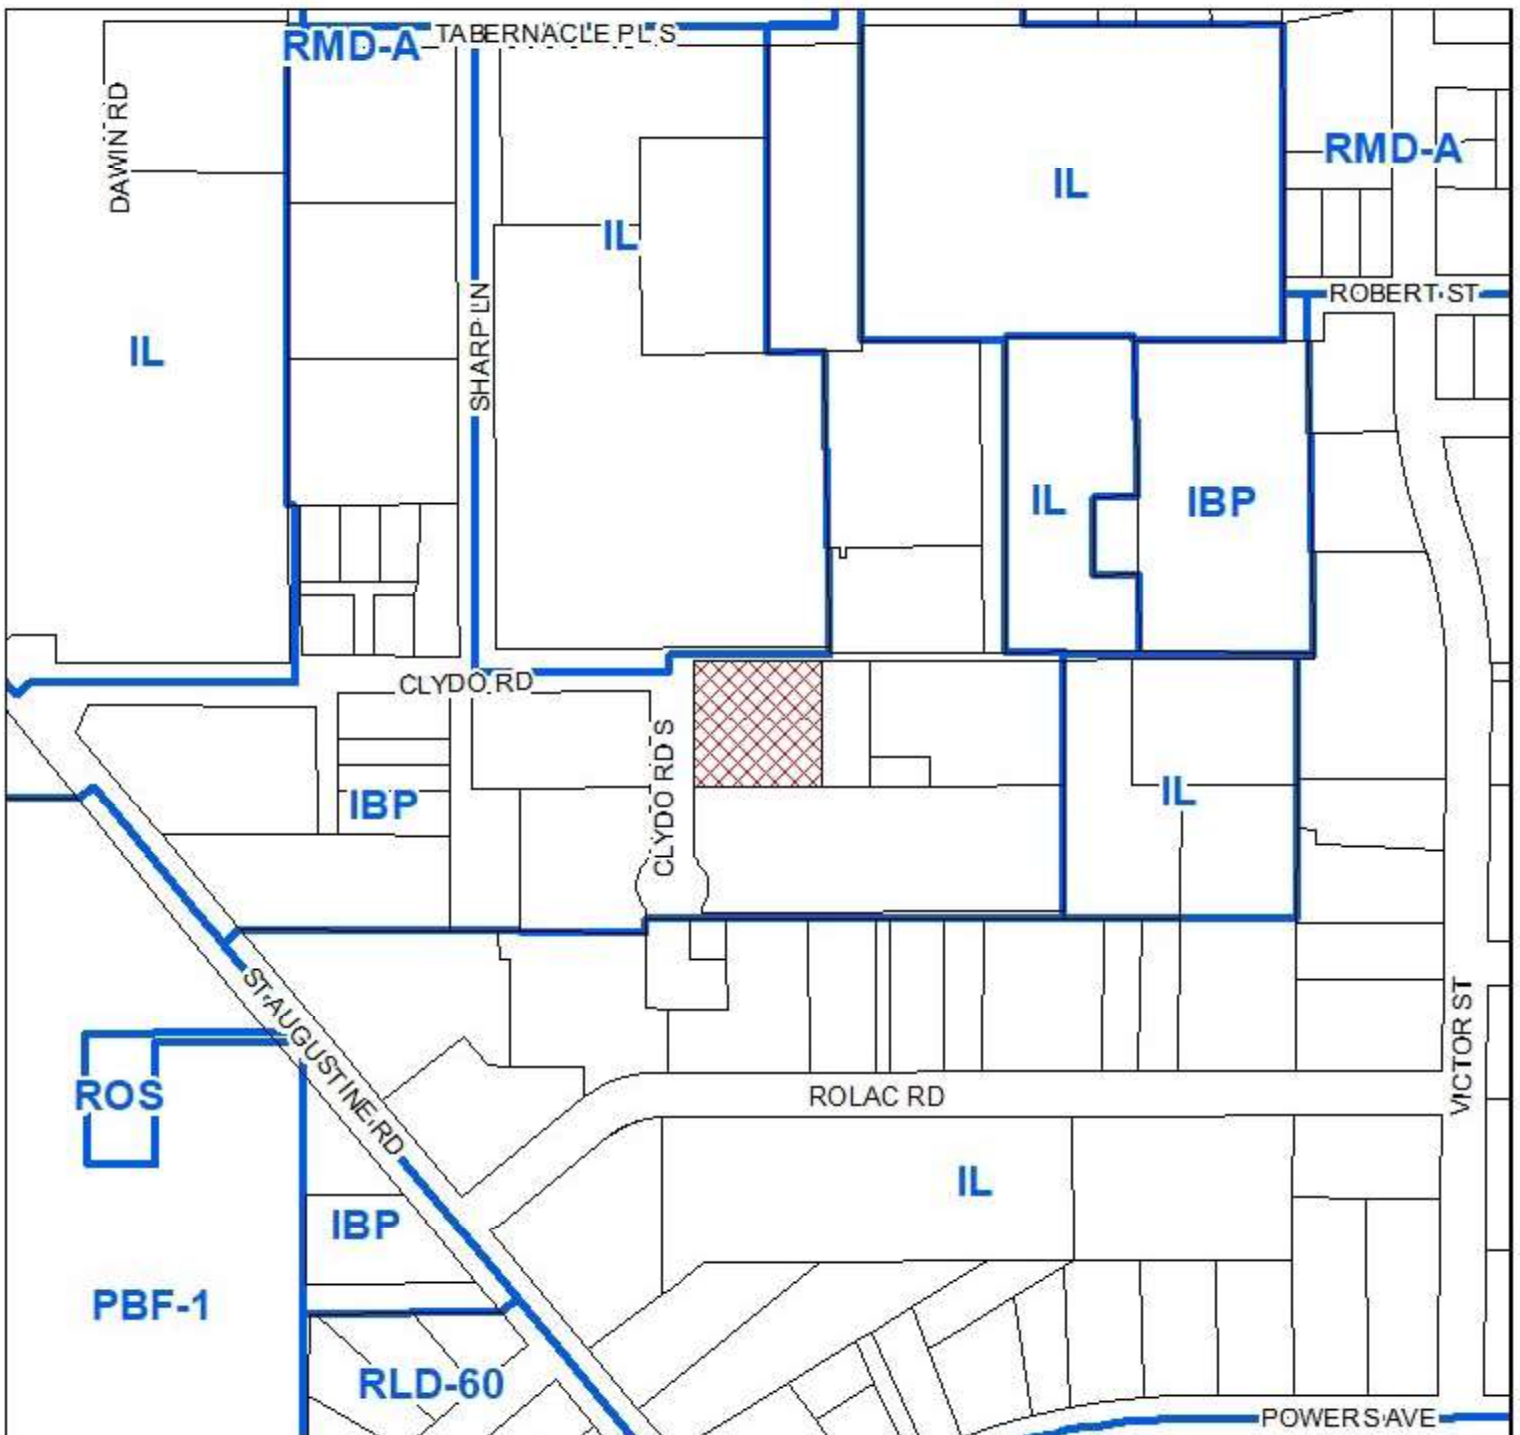 RMD-A
TABERNACLE PL S
DAWIN RD
RMD-A
IL
IL
ROBERT ST
SHARP LN
IL
IL
IBP
CLYDO RD
CLYDO RD S
IBP
IL
ST AUGUSTINE RD
VICTOR ST
ROS
ROLAC RD
IL
IBP
PBF-1
RLD-60
POWERS AVE